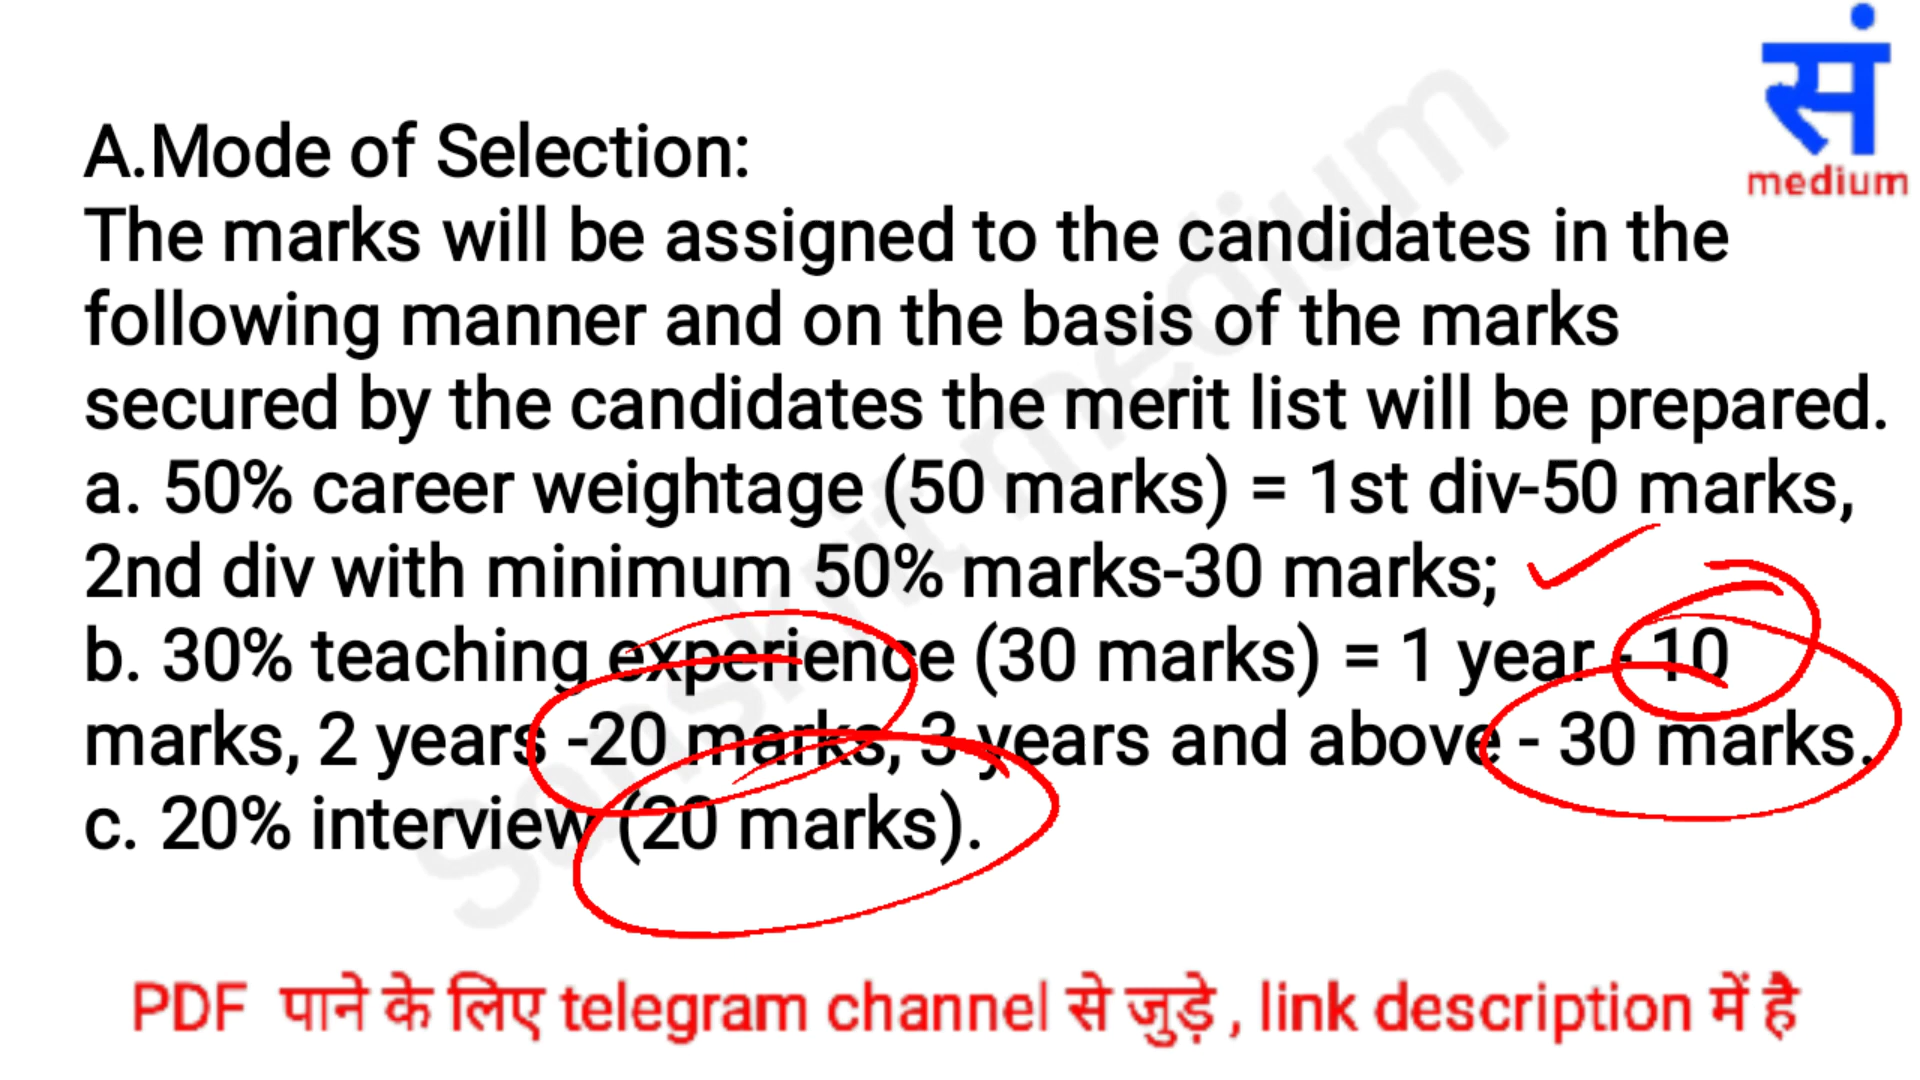 सं
medium
A.Mode of Selection:
The marks will be assigned to the candidates in the
following manner and on the basis of the marks
secured by the candidates the merit list will be prepared.
a. 50% career weightage (50 marks) = 1st div-50 marks,
2nd div with minimum 50% marks-30 marks;
b. 30% teaching experience (30 marks) = 1 year - 10
marks, 2 years -20 marks, 3 years and above - 30 marks.
c. 20% interview (20 marks).
Sanskrit medium
PDF पाने के लिए telegram channel से जुड़े , link description में है